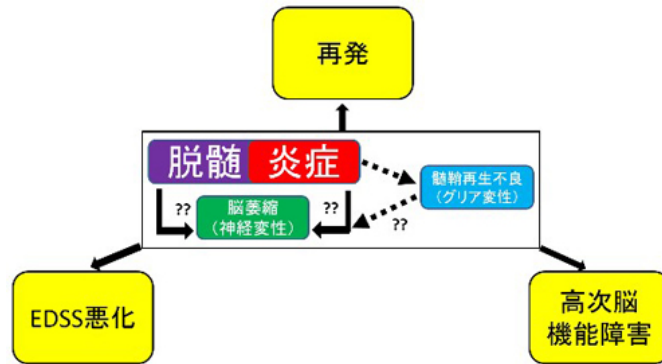 再発
脱髄 炎症
髄鞘再生不良
(グリア変性)
??
脳萎縮
(神経変性)
??
??
EDSS悪化
高次脳
機能障害